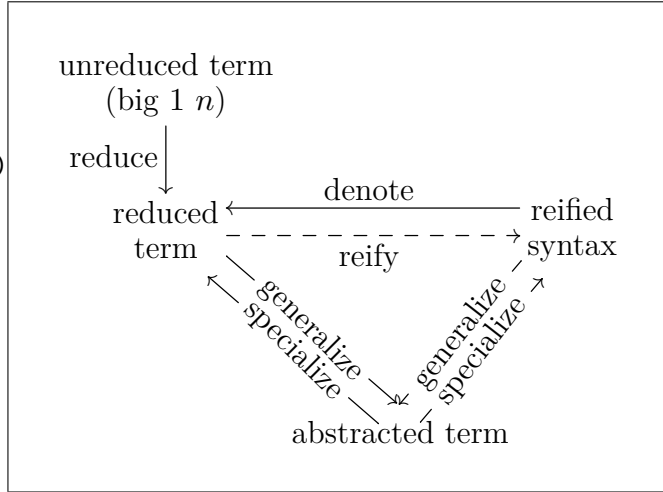 unreduced term
(big 1 n)
reduce
)
denote
reduced
term
reified
syntax
reify
generalize
specialize
generalize
specialize
abstracted term